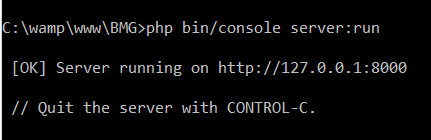 C:\wamp\www\BMG>php bin/console server:run
[OK] Server running on http://127.0.0.1:8000
// Quit the server with CONTROL-C.